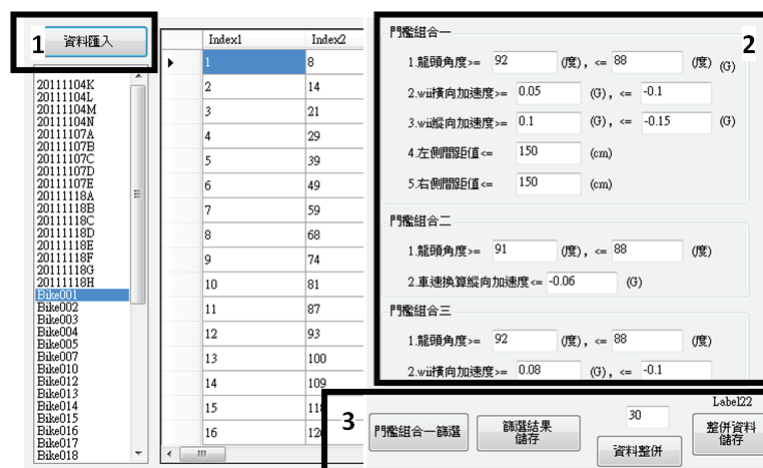 1
資料匯入
20111104K
20111104L
20111104M
20111104N
20111107A
20111107B
20111107C
20111107D
20111107E
20111118A
20111118B
20111118C
20111118D
20111118E
20111118F
20111118G
20111118H
Bike001
Bike002
Bike003
Bike004
Bike005
Bike007
Bike010
Bike012
Bike013
Bike014
Bike015
Bike016
Bike017
Bike018
Index1 Index2
1 8
2 14
3 21
4 29
5 39
6 49
7 59
8 68
9 74
10 81
11 87
12 93
13 100
14 109
15
16
2
門檻組合一
1.龍頭角度>= 92 (度), <= 88 (度) (G)
2.wii橫向加速度>= 0.05 (G), <= -0.1
3.wii縱向加速度>= 0.1 (G), <= -0.15 (G)
4.左側間距值<= 150 (cm)
5.右側間距值<= 150 (cm)
門檻組合二
1.龍頭角度>= 91 (度), <= 88 (度)
2.車速換算縱向加速度<= -0.06 (G)
門檻組合三
1.龍頭角度>= 92 (度), <= 88 (度)
2.wii橫向加速度>= 0.08 (G), <= -0.1
3
門檻組合一篩選
篩選結果
儲存
30
資料整併
Label22
整併資料
儲存